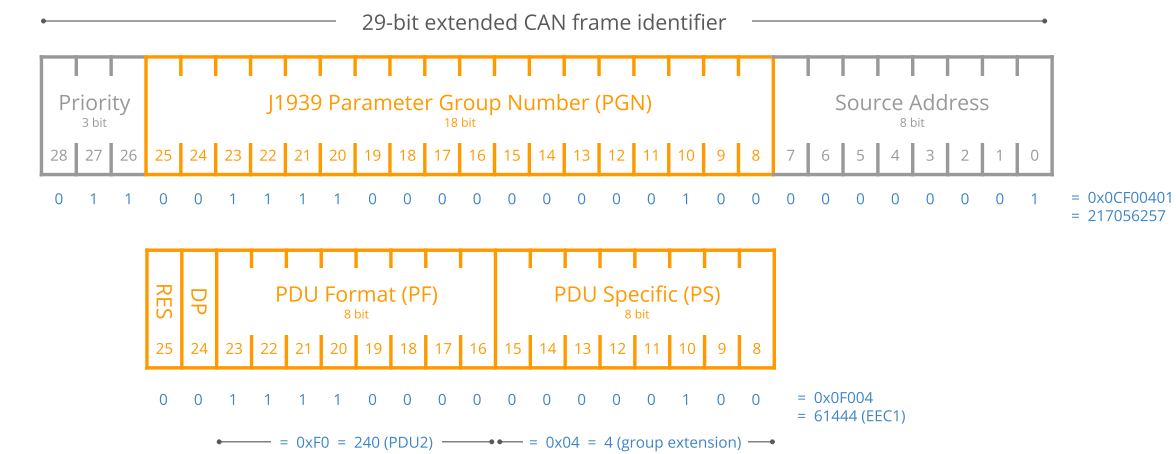 29-bit extended CAN frame identifier
Priority J1939 Parameter Group Number (PGN) Source Address
3 bit 18 bit 8 bit
28 27 26 25 24 23 22 21 20 19 18 17 16 15 14 13 12 11 10 9 8 7 6 5 4 3 2 1 0
0 1 1 0 0 1 1 1 1 0 0 0 0 0 0 0 0 0 1 0 0 0 0 0 0 0 0 0 1 = 0x0CF00401
= 217056257
RES DP PDU Format (PF) PDU Specific (PS)
8 bit 8 bit
25 24 23 22 21 20 19 18 17 16 15 14 13 12 11 10 9 8
0 0 1 1 1 1 0 0 0 0 0 0 0 0 0 1 0 0 = 0x0F004
= 61444 (EEC1)
= 0xF0 = 240 (PDU2) = 0x04 = 4 (group extension)